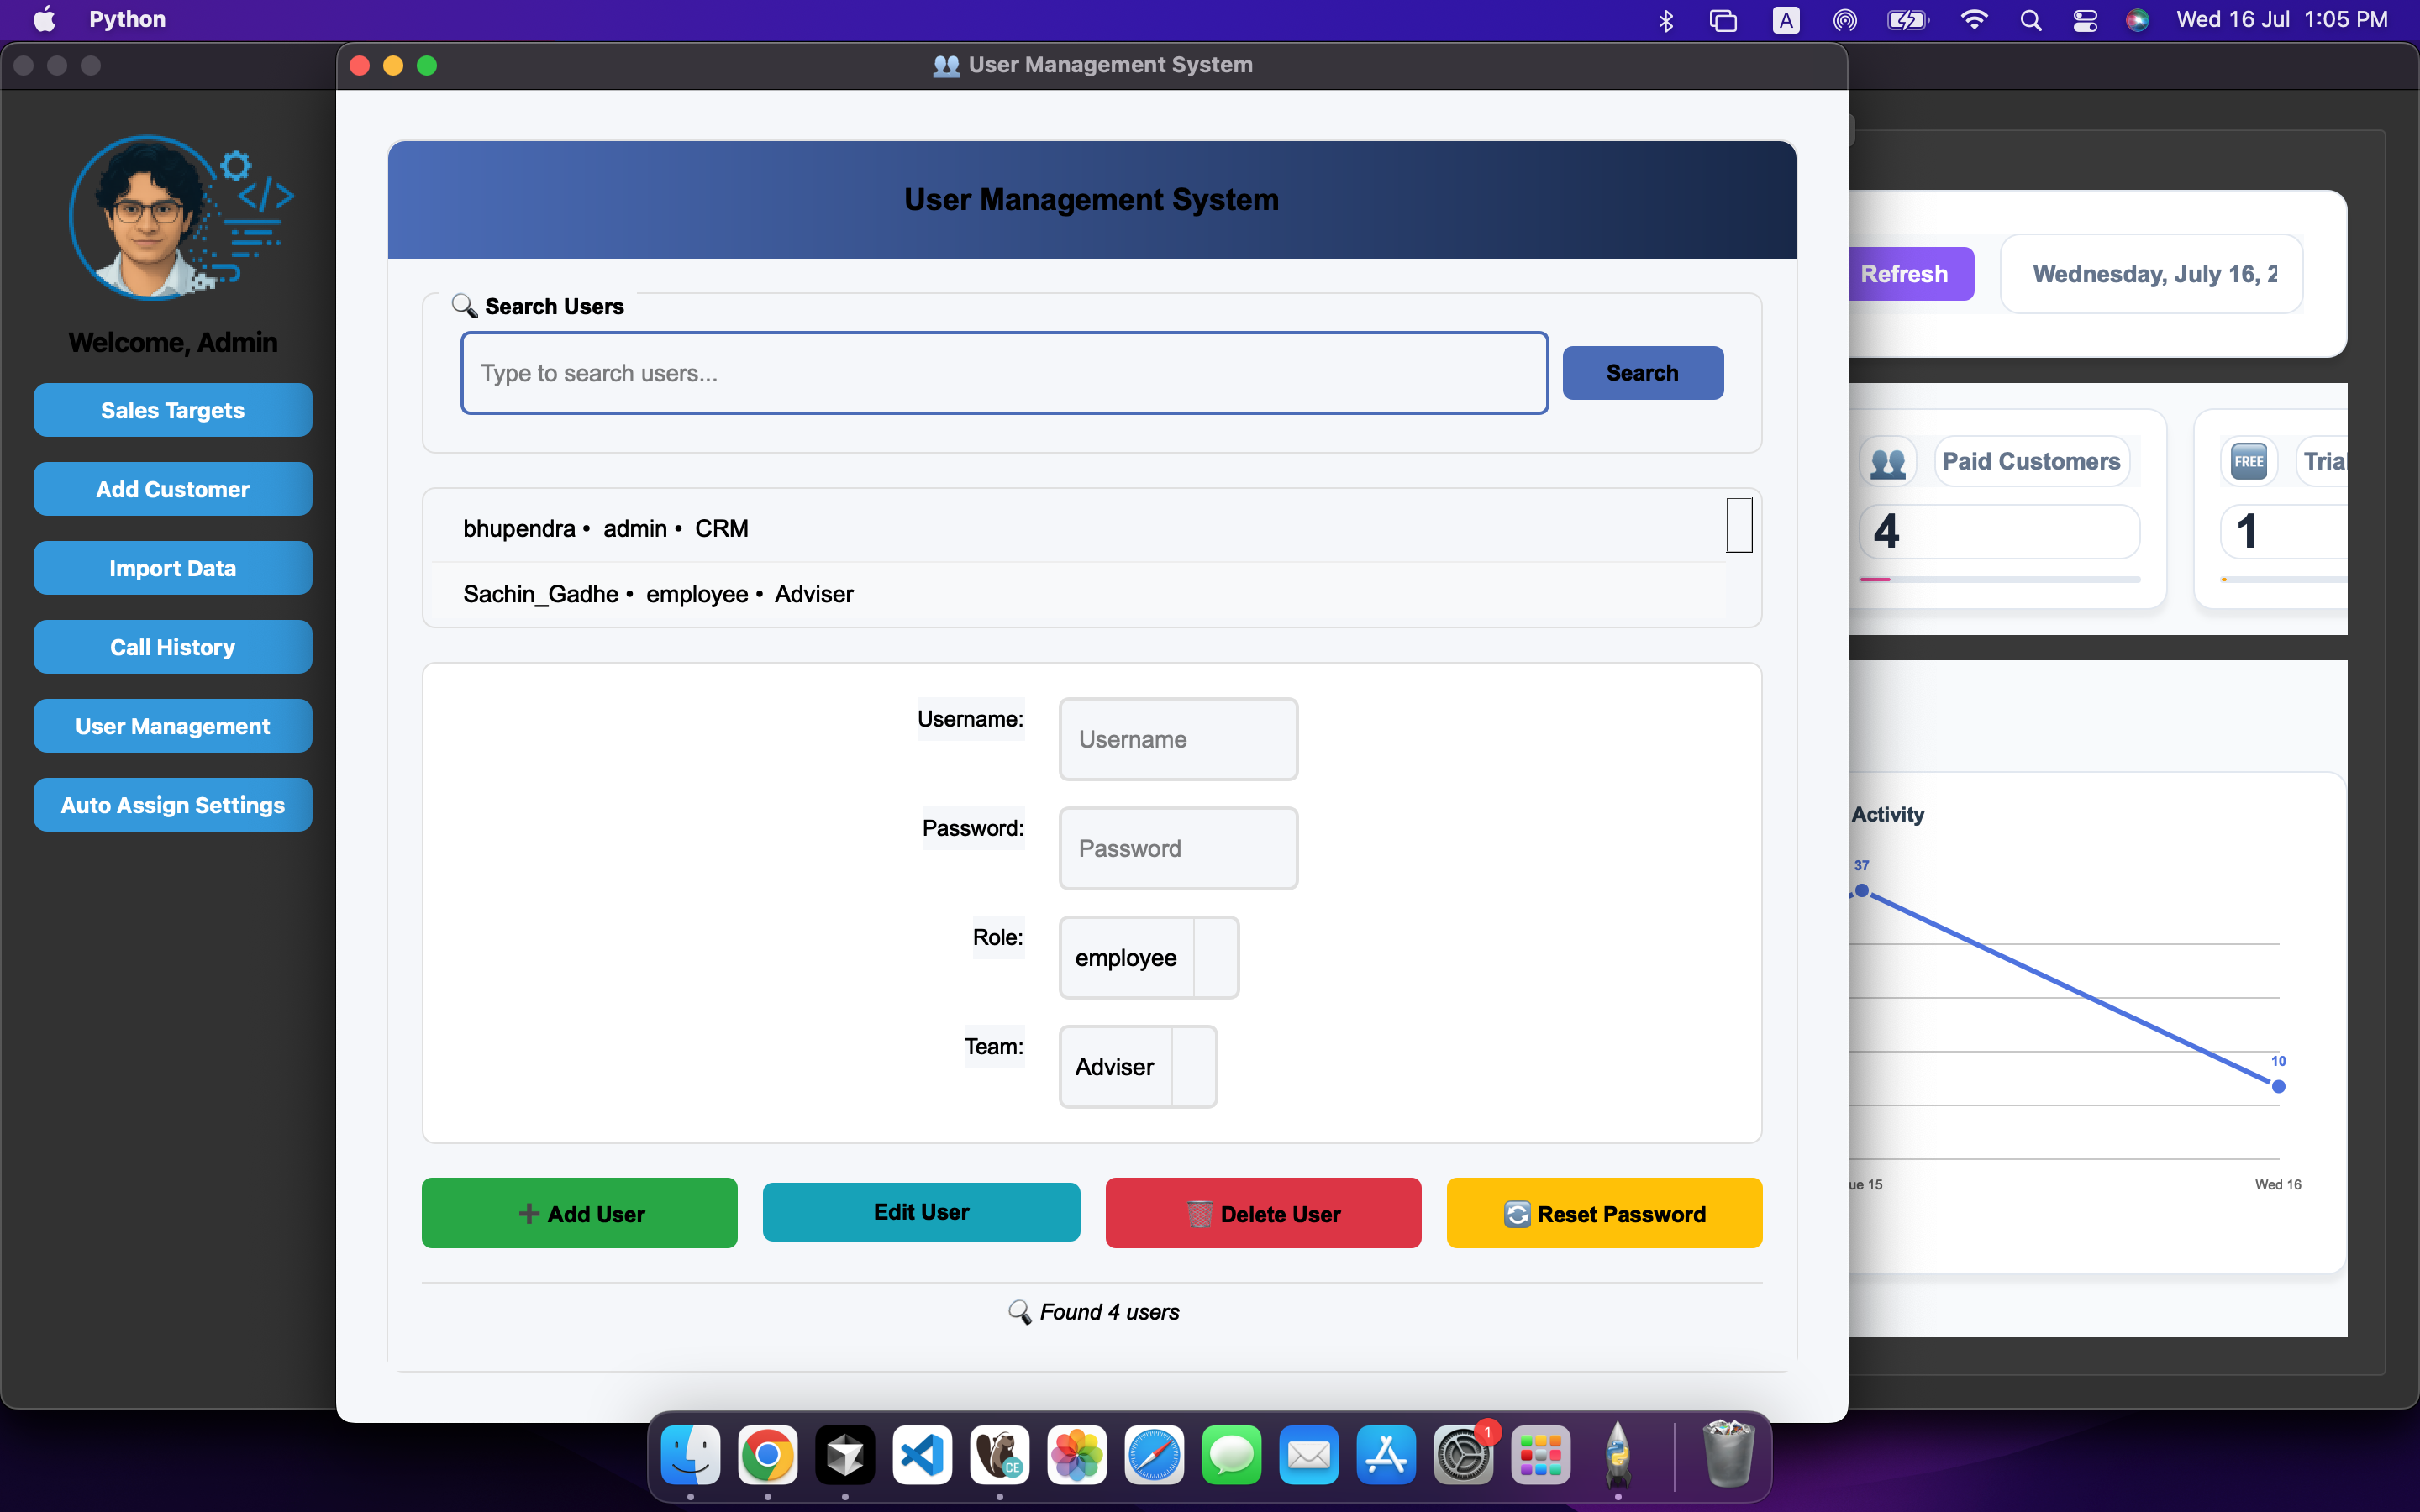 Python
A
Wed 16 Jul 1:05 PM
👥 User Management System
</>
Welcome, Admin
Sales Targets
Add Customer
Import Data
Call History
User Management
Auto Assign Settings
User Management System
🔍 Search Users
Type to search users...
Search
bhupendra • admin • CRM
Sachin_Gadhe • employee • Adviser
Username:
Username
Password:
Password
Role:
employee
Team:
Adviser
➕ Add User
Edit User
🗑️ Delete User
🔄 Reset Password
🔍 Found 4 users
Refresh
Wednesday, July 16, 2
👥
Paid Customers
4
FREE
Trial
1
Activity
37
10
ue 15
Wed 16
CE
1